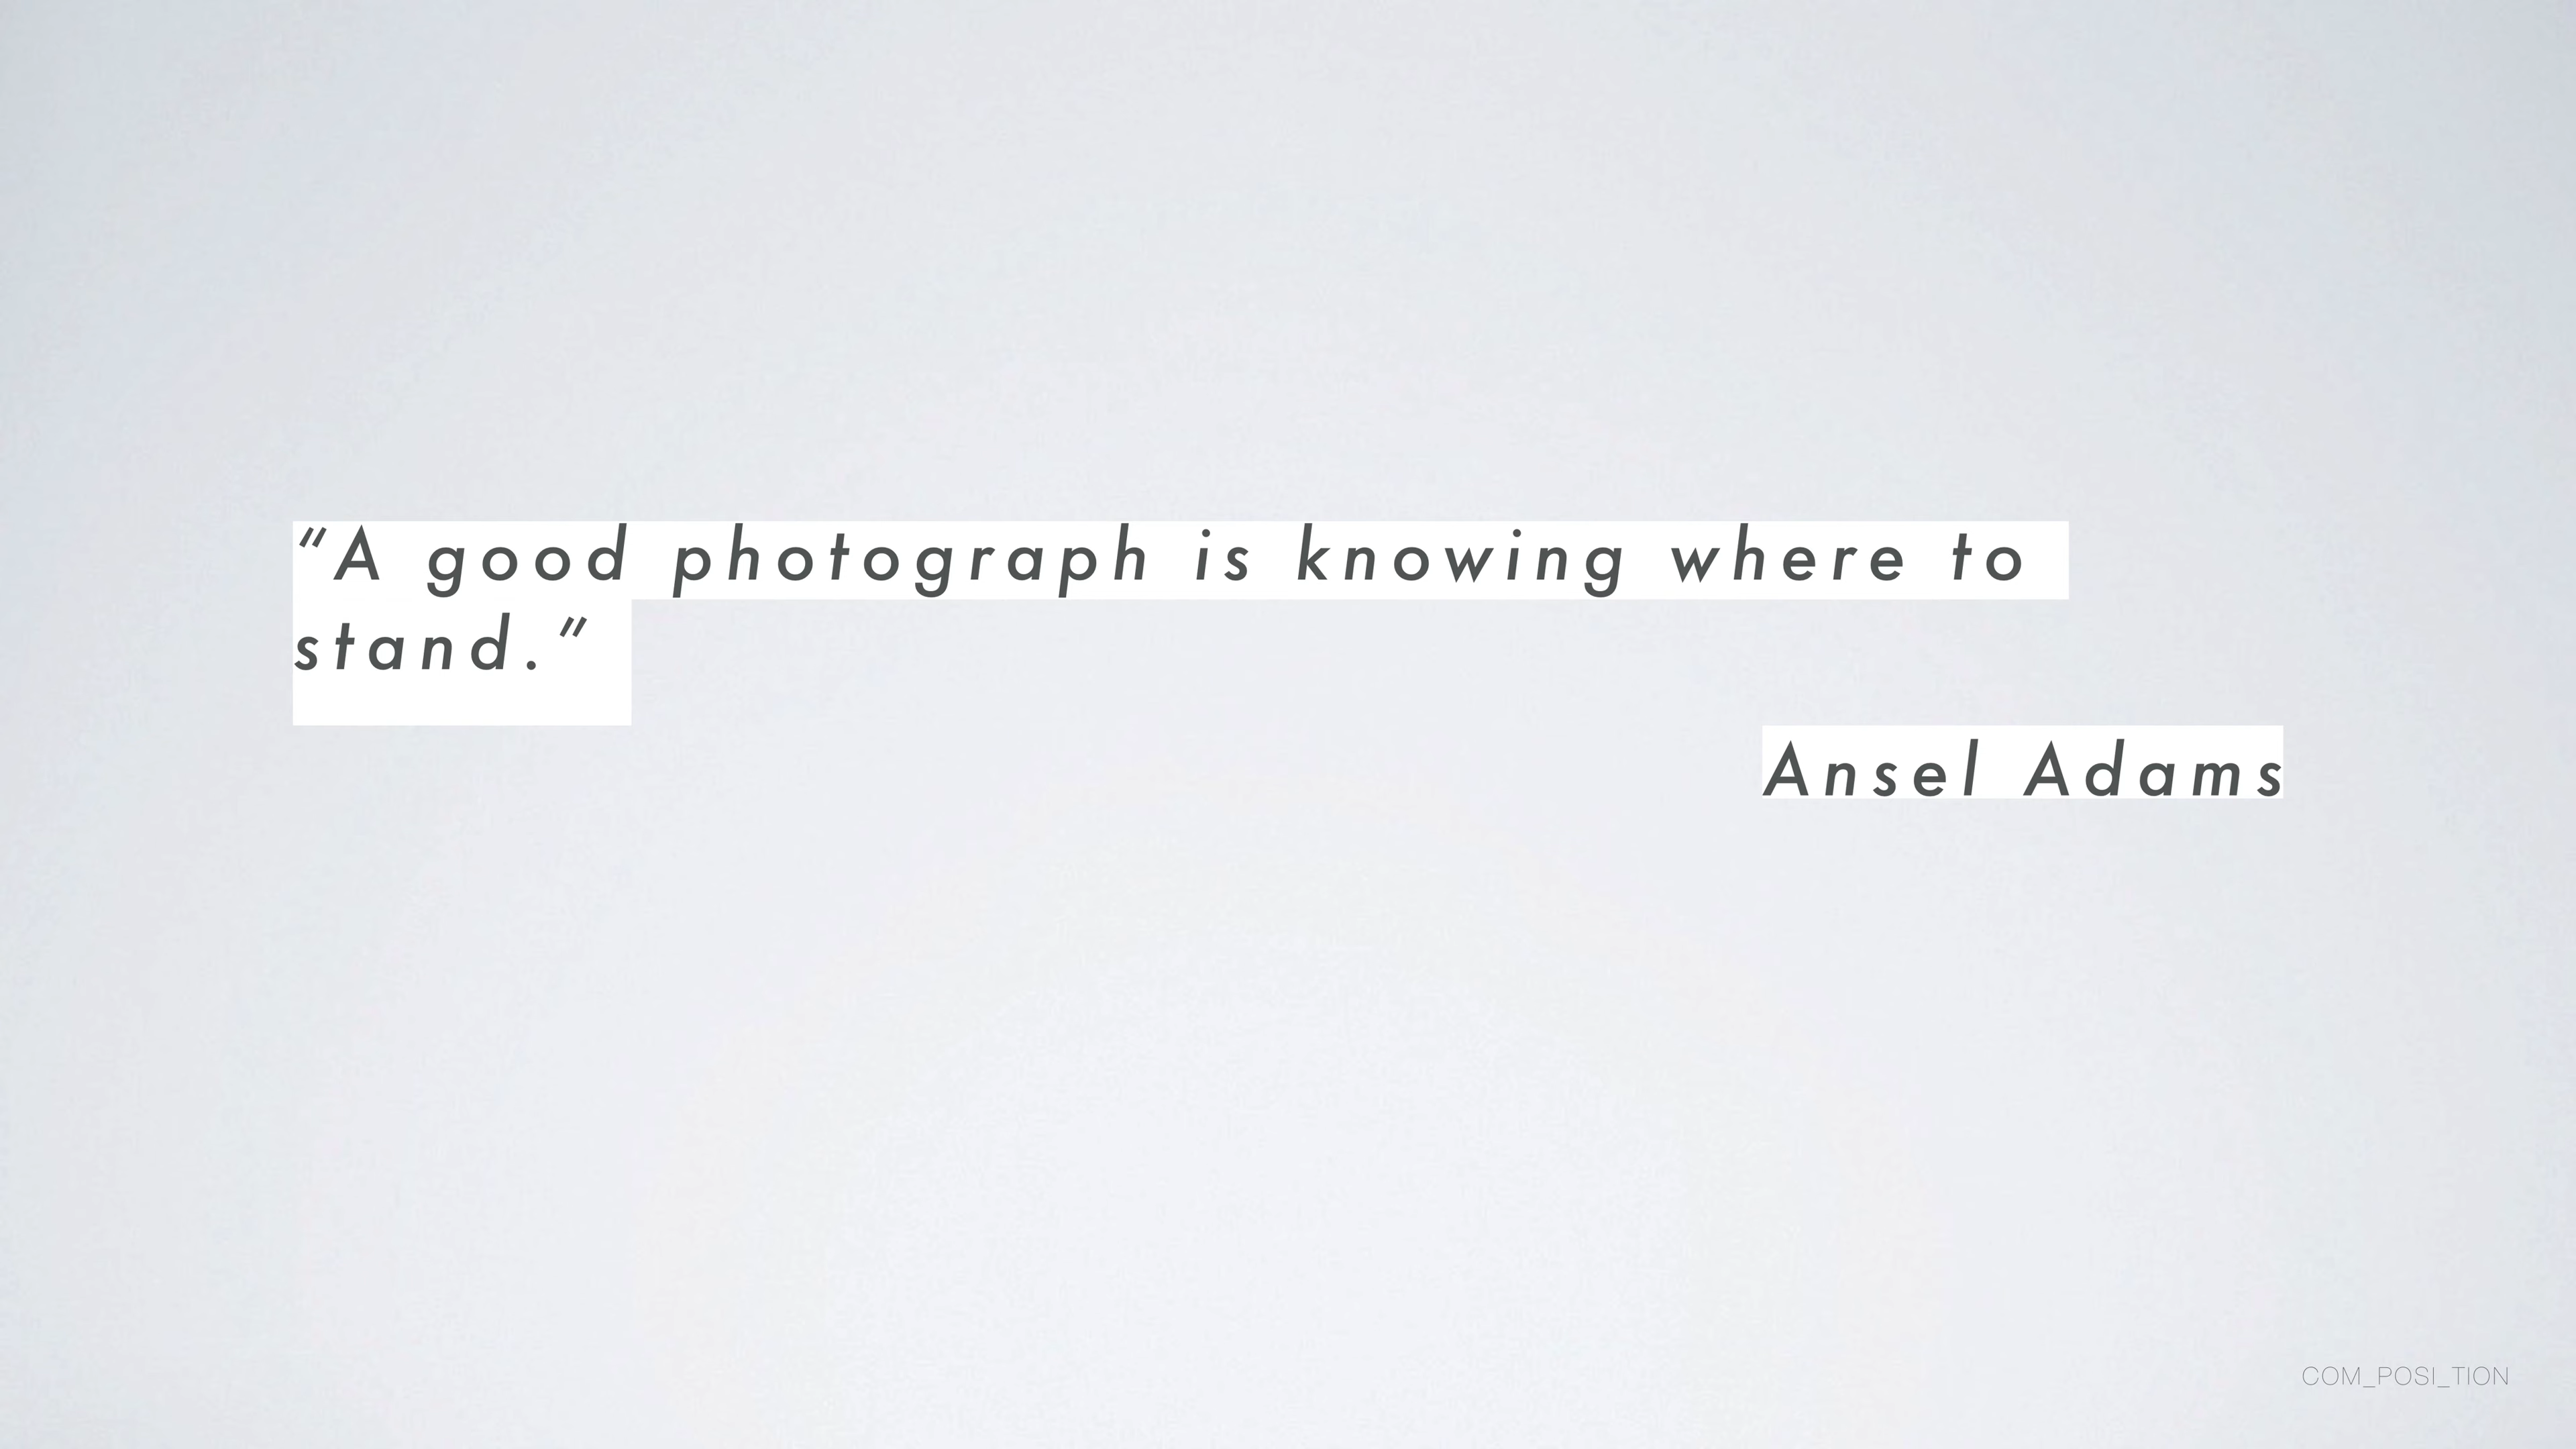 “A good photograph is knowing where to
stand.”
Ansel Adams
COM_POSI_TION